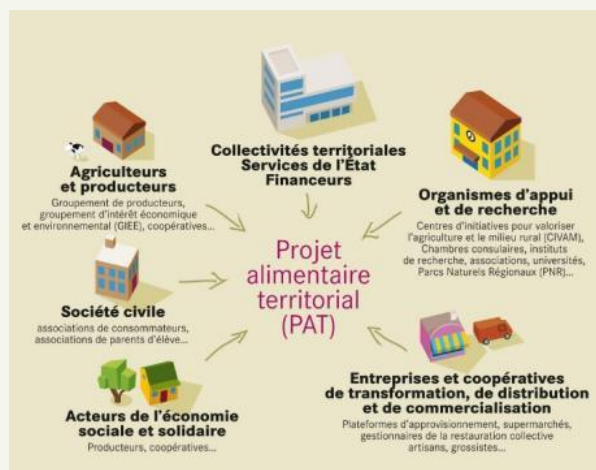 Collectivités territoriales
Services de l'État
Financeurs
Agriculteurs
et producteurs
Groupement de producteurs,
groupement d'intérêt économique
et environnemental (GIEE), coopératives...
Organismes d'appui
et de recherche
Centres d'initiatives pour valoriser
l'agriculture et le milieu rural (CIVAM),
Chambres consulaires, instituts
de recherche, associations, universités,
Parcs Naturels Régionaux (PNR)...
Projet
alimentaire
territorial
(PAT)
Société civile
associations de consommateurs,
associations de parents d'élève...
Acteurs de l'économie
sociale et solidaire
Producteurs, coopératives...
Entreprises et coopératives
de transformation, de distribution
et de commercialisation
Plateformes d'approvisionnement, supermarchés,
gestionnaires de la restauration collective
artisans, grossistes...